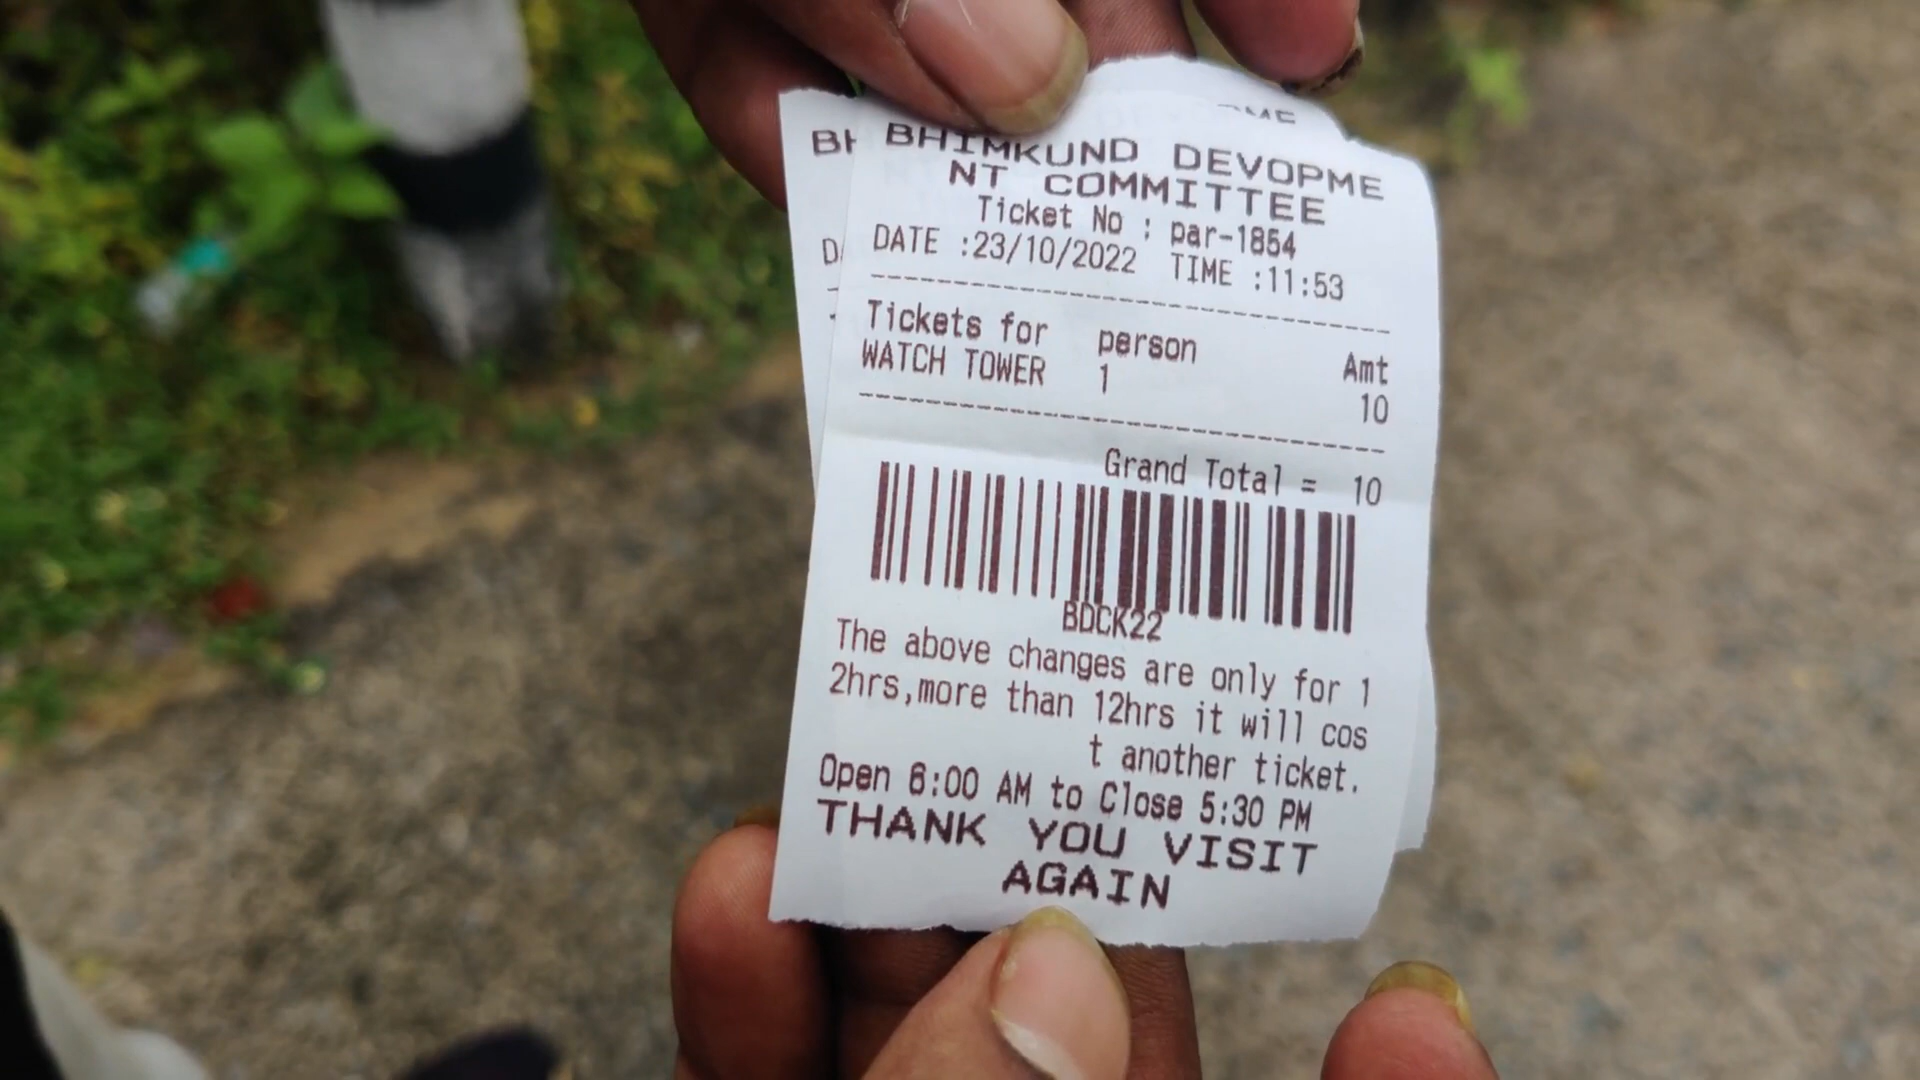 BHIMKUND DEVOPME
NT COMMITTEE
Ticket No : par-1854
DATE :23/10/2022 TIME :11:53
Tickets for person Amt
WATCH TOWER 1 10
Grand Total = 10
BDCK22
The above changes are only for 1
2hrs,more than 12hrs it will cos
t another ticket.
Open 6:00 AM to Close 5:30 PM
THANK YOU VISIT
AGAIN